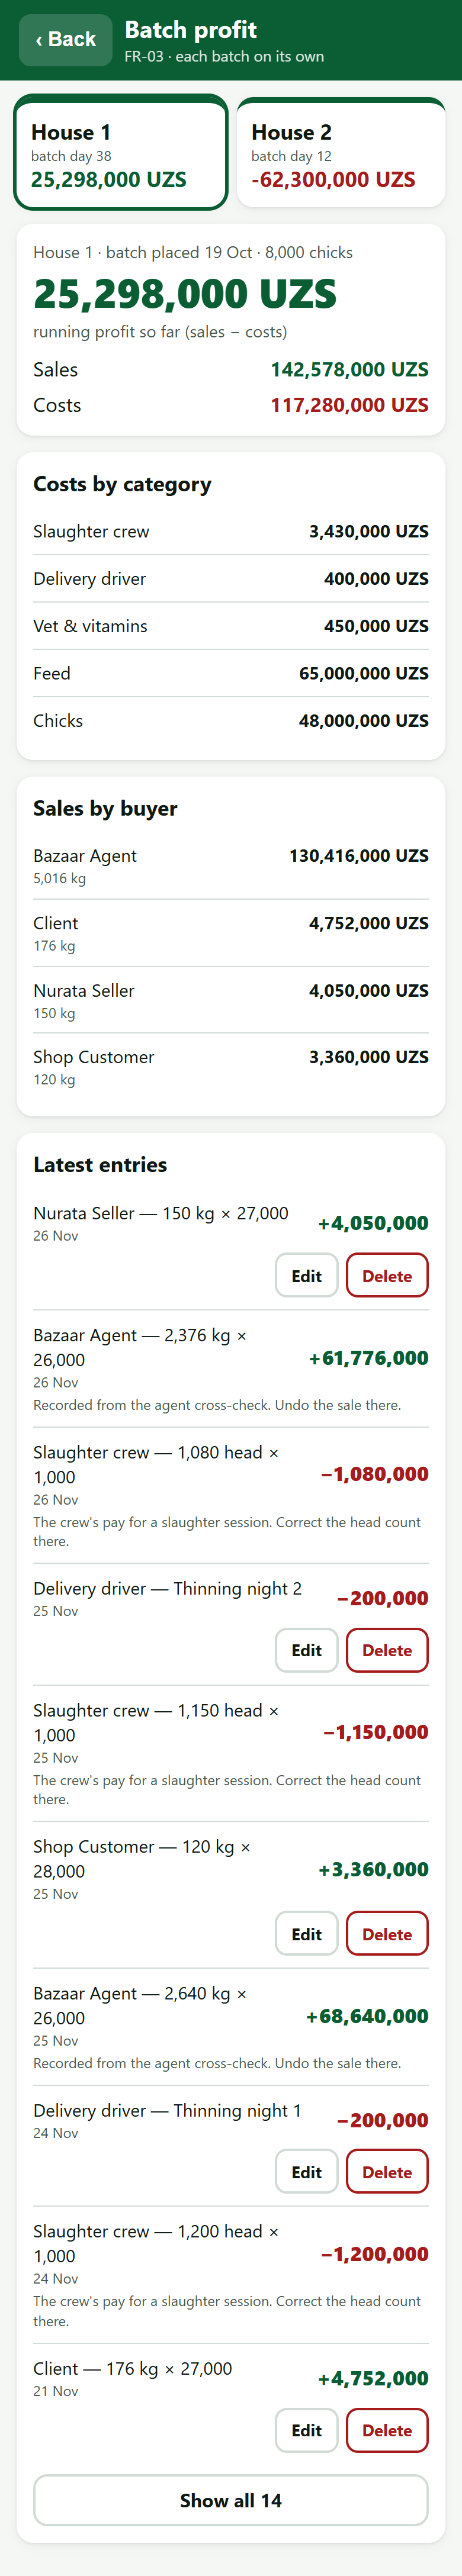 ‹ Back
Batch profit
FR-03 · each batch on its own
House 1
batch day 38
25,298,000 UZS
House 2
batch day 12
-62,300,000 UZS
House 1 · batch placed 19 Oct · 8,000 chicks
25,298,000 UZS
running profit so far (sales − costs)
Sales 142,578,000 UZS
Costs 117,280,000 UZS
Costs by category
Slaughter crew 3,430,000 UZS
Delivery driver 400,000 UZS
Vet & vitamins 450,000 UZS
Feed 65,000,000 UZS
Chicks 48,000,000 UZS
Sales by buyer
Bazaar Agent 130,416,000 UZS
5,016 kg
Client 4,752,000 UZS
176 kg
Nurata Seller 4,050,000 UZS
150 kg
Shop Customer 3,360,000 UZS
120 kg
Latest entries
Nurata Seller — 150 kg × 27,000 +4,050,000
26 Nov
Edit Delete
Bazaar Agent — 2,376 kg ×
26,000 +61,776,000
26 Nov
Recorded from the agent cross-check. Undo the sale there.
Slaughter crew — 1,080 head ×
1,000 −1,080,000
26 Nov
The crew's pay for a slaughter session. Correct the head count
there.
Delivery driver — Thinning night 2 −200,000
25 Nov
Edit Delete
Slaughter crew — 1,150 head ×
1,000 −1,150,000
25 Nov
The crew's pay for a slaughter session. Correct the head count
there.
Shop Customer — 120 kg ×
28,000 +3,360,000
25 Nov
Edit Delete
Bazaar Agent — 2,640 kg ×
26,000 +68,640,000
25 Nov
Recorded from the agent cross-check. Undo the sale there.
Delivery driver — Thinning night 1 −200,000
24 Nov
Edit Delete
Slaughter crew — 1,200 head ×
1,000 −1,200,000
24 Nov
The crew's pay for a slaughter session. Correct the head count
there.
Client — 176 kg × 27,000 +4,752,000
21 Nov
Edit Delete
Show all 14